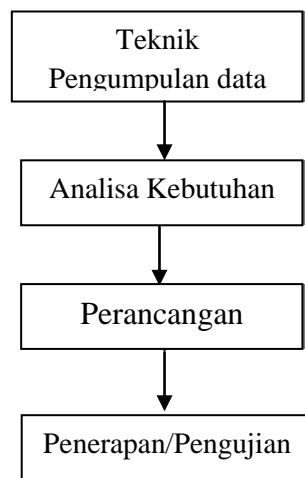 Teknik
Pengumpulan data
Analisa Kebutuhan
Perancangan
Penerapan/Pengujian